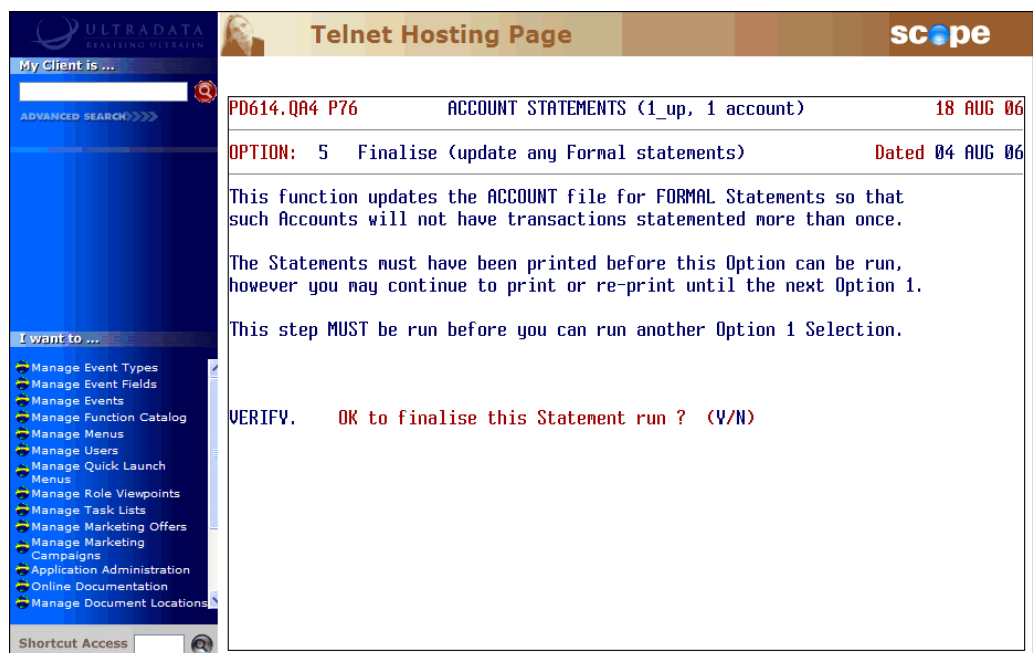 ULTRADATA
REALISING ULTRAFIN
Telnet Hosting Page
scope
My Client is ...
ADVANCED SEARCH
PD614.QA4 P76 ACCOUNT STATEMENTS (1_up, 1 account) 18 AUG 06
OPTION: 5 Finalise (update any Formal statements) Dated 04 AUG 06
This function updates the ACCOUNT file for FORMAL Statements so that
such Accounts will not have transactions statemented more than once.
The Statements must have been printed before this Option can be run,
however you may continue to print or re-print until the next Option 1.
This step MUST be run before you can run another Option 1 Selection.
VERIFY. OK to finalise this Statement run ? (Y/N)
I want to ...
Manage Event Types
Manage Event Fields
Manage Events
Manage Function Catalog
Manage Menus
Manage Users
Manage Quick Launch
Menus
Manage Role Viewpoints
Manage Task Lists
Manage Marketing Offers
Manage Marketing
Campaigns
Application Administration
Online Documentation
Manage Document Locations
Shortcut Access